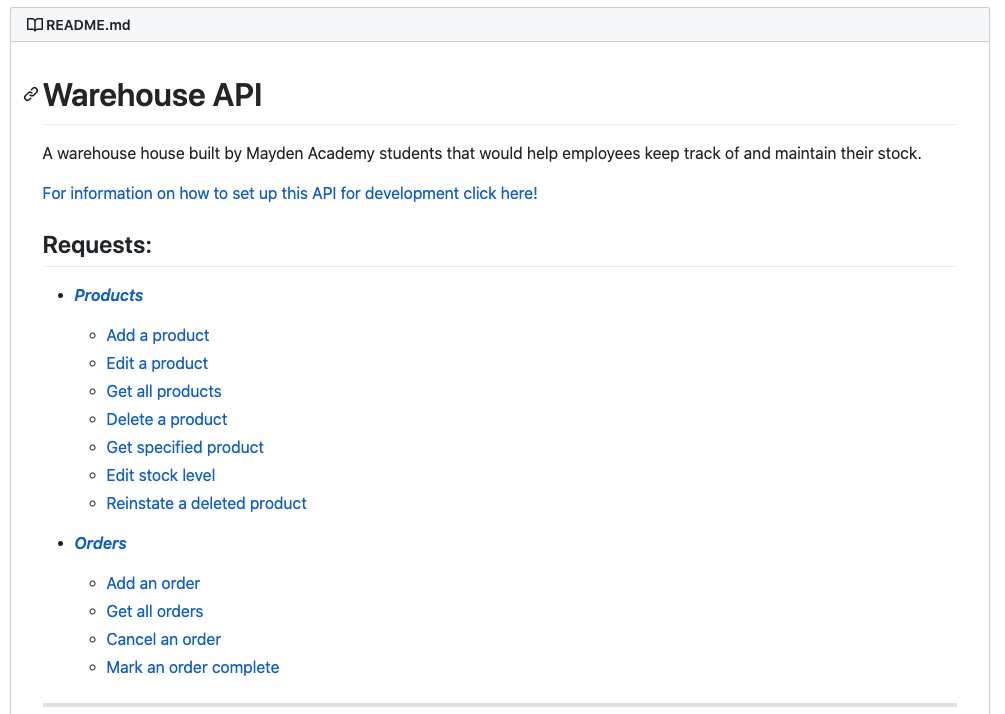 README.md
Warehouse API
A warehouse house built by Mayden Academy students that would help employees keep track of and maintain their stock.
For information on how to set up this API for development click here!
Requests:
Products
Add a product
Edit a product
Get all products
Delete a product
Get specified product
Edit stock level
Reinstate a deleted product
Orders
Add an order
Get all orders
Cancel an order
Mark an order complete